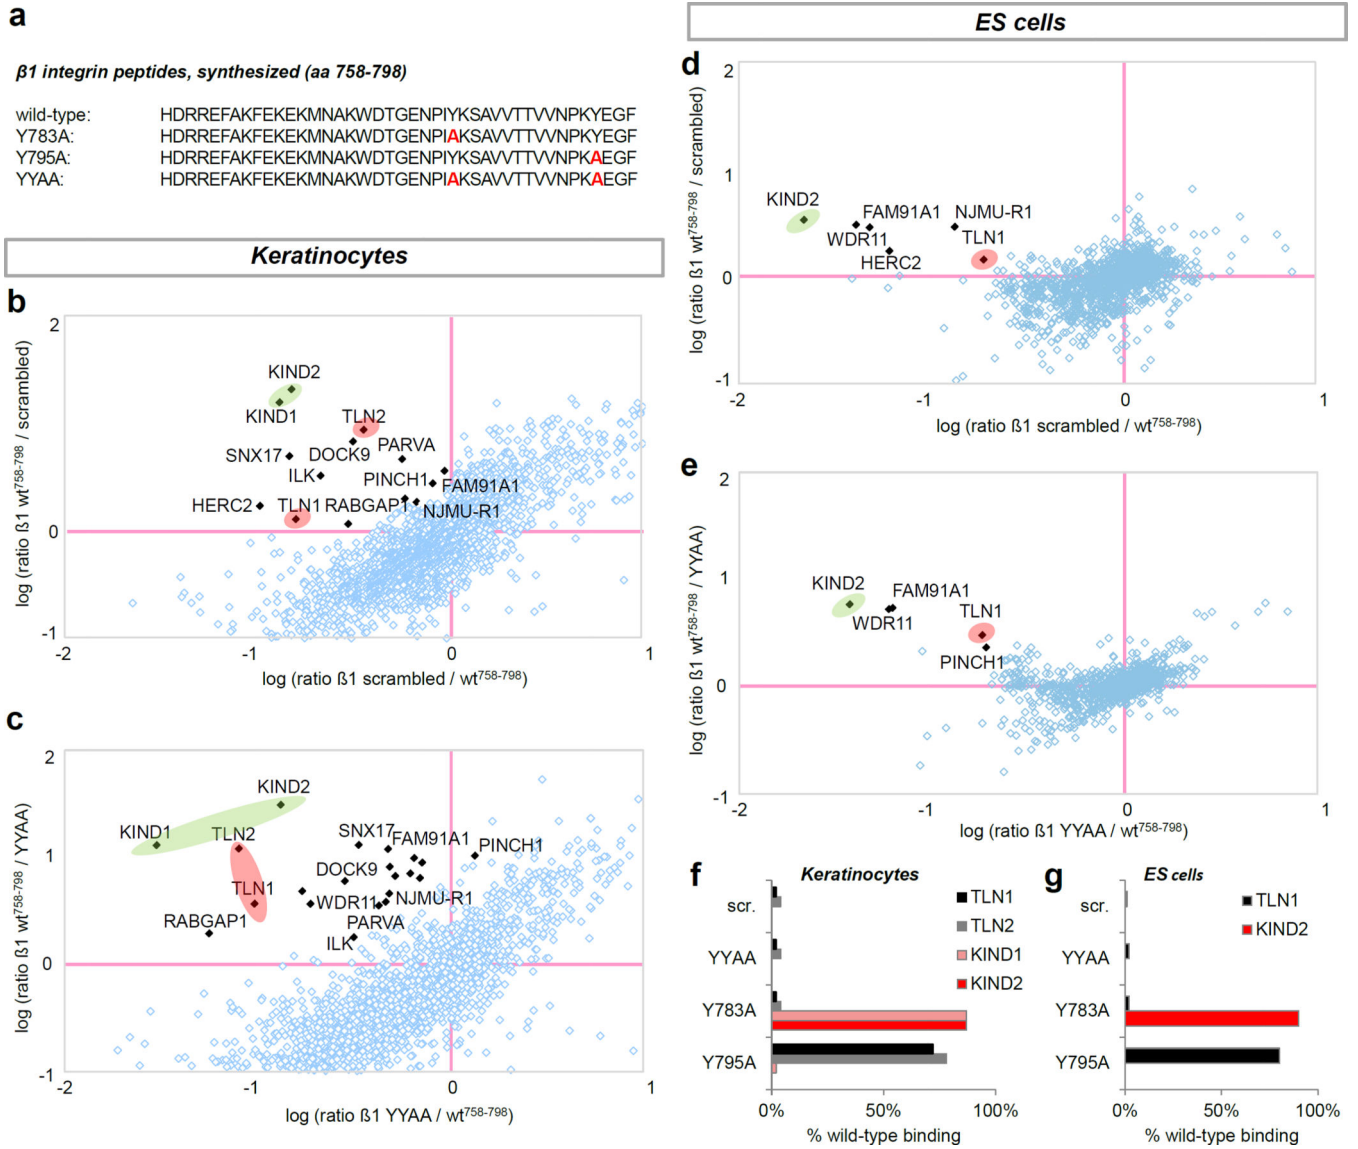 a
ß1 integrin peptides, synthesized (aa 758-798)
wild-type: HDRREFAKFEKEKMNAKWDTGENPIYKSAVVTTVVNPKYEGF
Y783A: HDRREFAKFEKEKMNAKWDTGENPIAKSAVVTTVVNPKYEGF
Y795A: HDRREFAKFEKEKMNAKWDTGENPIYKSAVVTTVVNPKAEGF
YYAA: HDRREFAKFEKEKMNAKWDTGENPIAKSAVVTTVVNPKAEGF
Keratinocytes
b
log (ratio ß1 wt758-798 / scrambled)
2
1
0
-1
KIND2
KIND1
TLN2
SNX17
DOCK9
PARVA
ILK
PINCH1
FAM91A1
HERC2
TLN1
RABGAP1
NJMU-R1
-2
-1
0
1
log (ratio ß1 scrambled / wt758-798)
c
log (ratio ß1 wt758-798 / YYAA)
2
1
0
-1
KIND2
KIND1
TLN2
SNX17
FAM91A1
PINCH1
DOCK9
TLN1
WDR11
NJMU-R1
RABGAP1
PARVA
ILK
-2
-1
0
1
log (ratio ß1 YYAA / wt758-798)
ES cells
d
log (ratio ß1 wt758-798 / scrambled)
2
1
0
-1
KIND2
FAM91A1
NJMU-R1
WDR11
TLN1
HERC2
-2
-1
0
1
log (ratio ß1 scrambled / wt758-798)
e
log (ratio ß1 wt758-798 / YYAA)
2
1
0
-1
KIND2
FAM91A1
TLN1
WDR11
PINCH1
-2
-1
0
1
log (ratio ß1 YYAA / wt758-798)
f
Keratinocytes
scr.
YYAA
Y783A
Y795A
TLN1
TLN2
KIND1
KIND2
0%
50%
100%
% wild-type binding
g
ES cells
scr.
YYAA
Y783A
Y795A
TLN1
KIND2
0%
50%
100%
% wild-type binding